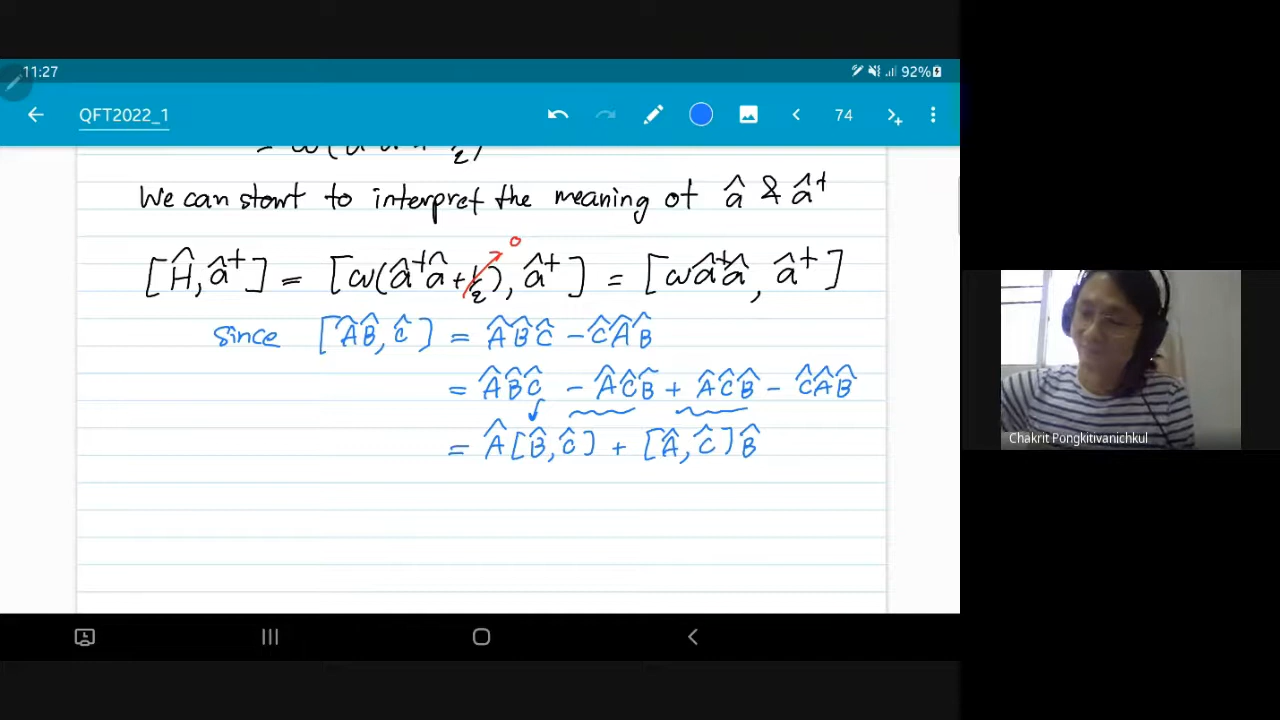 11:27
92%
QFT2022_1
74
We can start to interpret the meaning of â & â†
[Ĥ, â†] = [ω(â†â + 1/2), â†] = [ωâ†â, â†]
0
since [ÂB̂, Ĉ] = ÂB̂Ĉ - ĈÂB̂
= ÂB̂Ĉ - ÂĈB̂ + ÂĈB̂ - ĈÂB̂
= Â[B̂, Ĉ] + [Â, Ĉ]B̂
Chakrit Pongkitivanichkul